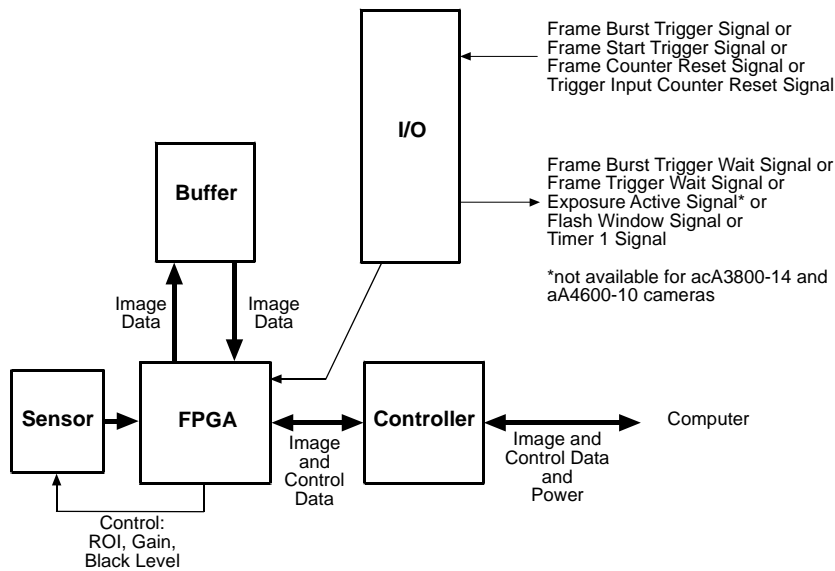 Frame Burst Trigger Signal or
Frame Start Trigger Signal or
Frame Counter Reset Signal or
Trigger Input Counter Reset Signal
I/O
Frame Burst Trigger Wait Signal or
Frame Trigger Wait Signal or
Exposure Active Signal* or
Flash Window Signal or
Timer 1 Signal
*not available for acA3800-14 and
aA4600-10 cameras
Buffer
Image
Data
Image
Data
Sensor
FPGA
Controller
Computer
Image
and
Control
Data
Image and
Control Data
and
Power
Control:
ROI, Gain,
Black Level